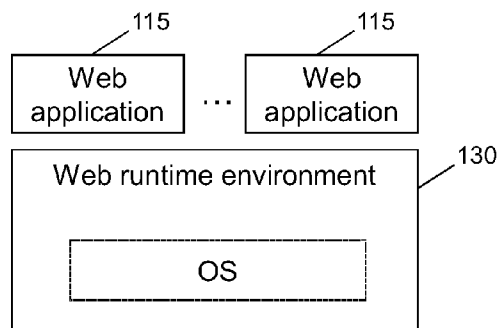 115 115
Web Web
application ... application
130
Web runtime environment
OS